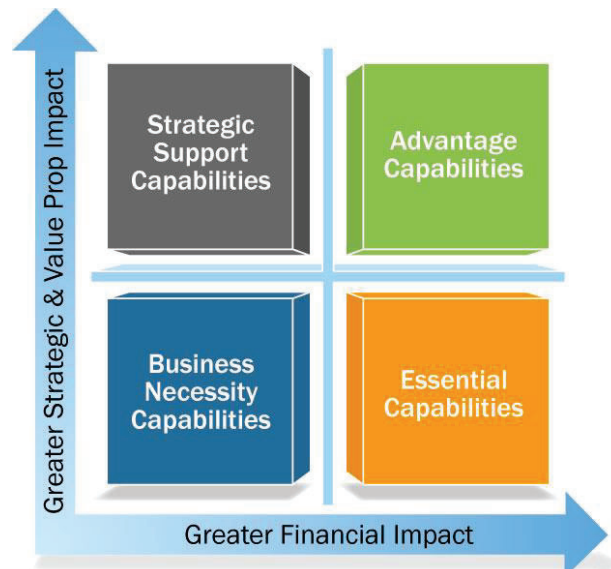 Greater Strategic & Value Prop Impact
Strategic
Support
Capabilities
Advantage
Capabilities
Business
Necessity
Capabilities
Essential
Capabilities
Greater Financial Impact